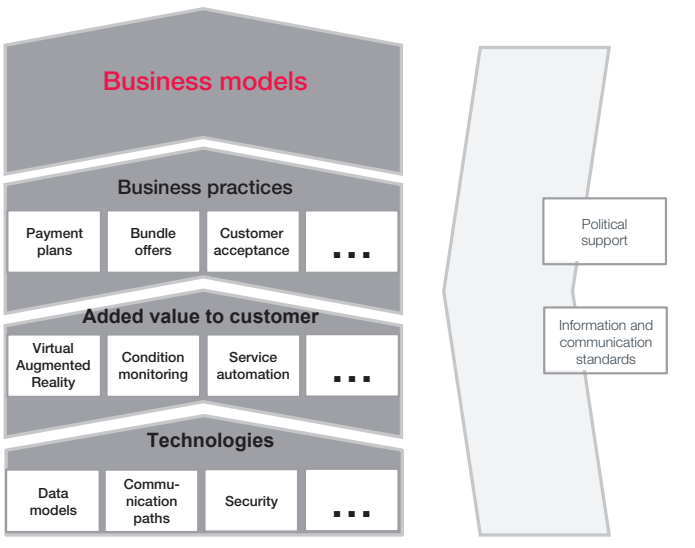 Business models
Business practices
Payment
plans
Bundle
offers
Customer
acceptance
...
Added value to customer
Virtual
Augmented
Reality
Condition
monitoring
Service
automation
...
Technologies
Data
models
Commu-
nication
paths
Security
...
Political
support
Information and
communication
standards